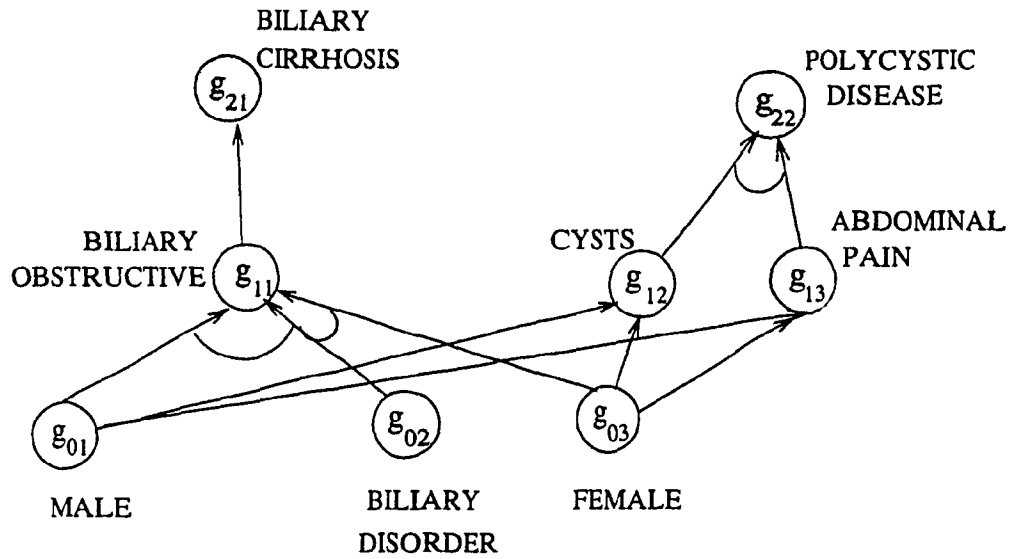 BILIARY
CIRRHOSIS
g21
POLYCYSTIC
DISEASE
g22
BILIARY
OBSTRUCTIVE
g11
CYSTS
g12
ABDOMINAL
PAIN
g13
g01
g02
g03
MALE
BILIARY
DISORDER
FEMALE